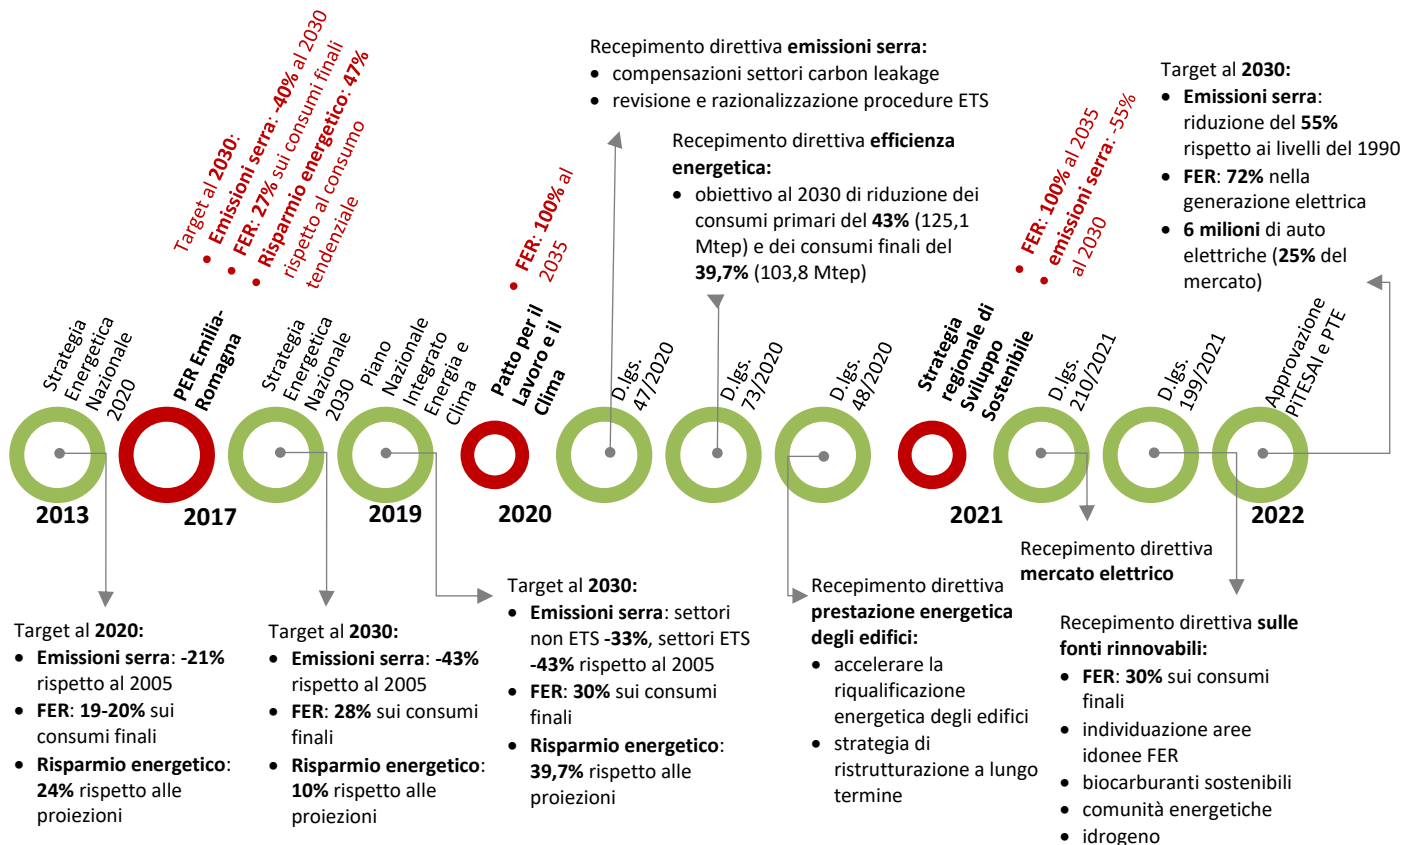 Recepimento direttiva emissioni serra:
• compensazioni settori carbon leakage
• revisione e razionalizzazione procedure ETS
Recepimento direttiva efficienza
energetica:
• obiettivo al 2030 di riduzione dei
consumi primari del 43% (125,1
Mtep) e dei consumi finali del
39,7% (103,8 Mtep)
Target al 2030:
• Emissioni serra:
riduzione del 55%
rispetto ai livelli del 1990
• FER: 72% nella
generazione elettrica
• 6 milioni di auto
elettriche (25% del
mercato)
Target al 2030:
• Emissioni serra: -40% al 2030
• FER: 27% sui consumi finali
• Risparmio energetico: 47%
rispetto al consumo
tendenziale
• FER: 100% al
2035
• FER: 100% al 2035
• emissioni serra: -55%
al 2030
Strategia
Energetica
Nazionale
2020
PER Emilia-
Romagna
Strategia
Energetica
Nazionale
2030
Piano
Nazionale
Integrato
Energia e
Clima
Patto per il
Lavoro e il
Clima
D.lgs.
47/2020
D.lgs.
73/2020
D.lgs.
48/2020
Strategia
regionale di
Sviluppo
Sostenibile
D.lgs.
210/2021
D.lgs.
199/2021
Approvazione
PiTESAI e PTE
2013
2017
2019
2020
2021
2022
Target al 2020:
• Emissioni serra: -21%
rispetto al 2005
• FER: 19-20% sui
consumi finali
• Risparmio energetico:
24% rispetto alle
proiezioni
Target al 2030:
• Emissioni serra: -43%
rispetto al 2005
• FER: 28% sui consumi
finali
• Risparmio energetico:
10% rispetto alle
proiezioni
Target al 2030:
• Emissioni serra: settori
non ETS -33%, settori ETS
-43% rispetto al 2005
• FER: 30% sui consumi
finali
• Risparmio energetico:
39,7% rispetto alle
proiezioni
Recepimento direttiva
prestazione energetica
degli edifici:
• accelerare la
riqualificazione
energetica degli edifici
• strategia di
ristrutturazione a lungo
termine
Recepimento direttiva
mercato elettrico
Recepimento direttiva sulle
fonti rinnovabili:
• FER: 30% sui consumi
finali
• individuazione aree
idonee FER
• biocarburanti sostenibili
• comunità energetiche
• idrogeno